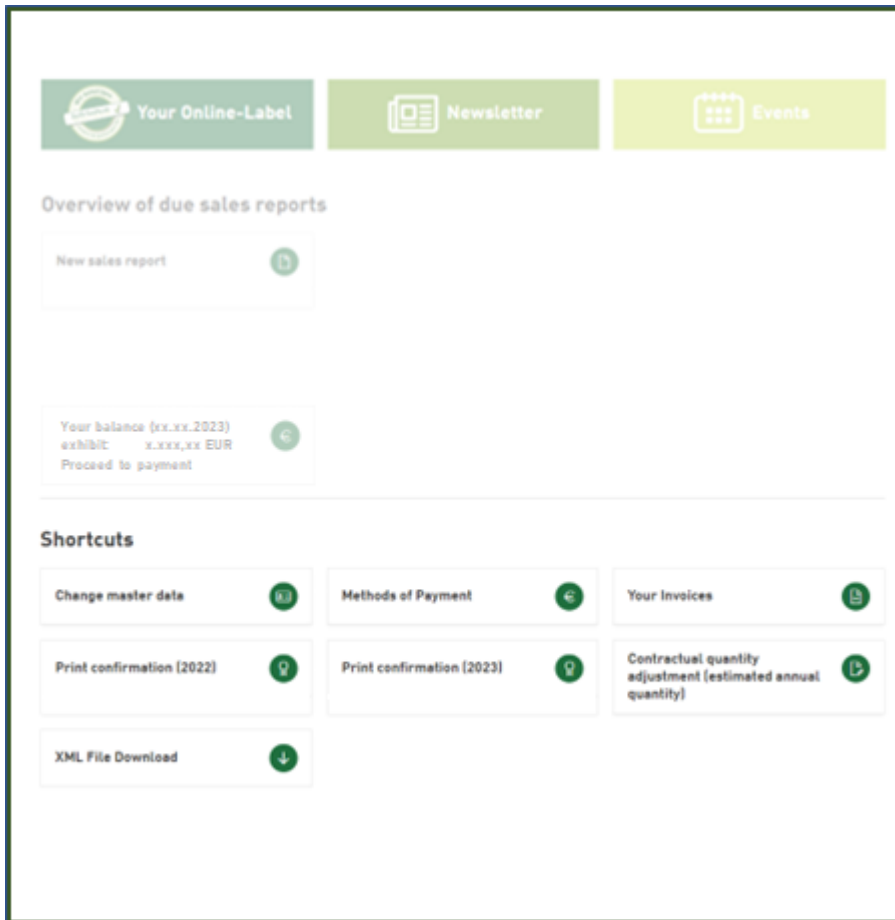 Your Online-Label
Newsletter
Events
Overview of due sales reports
New sales report
Your balance (xx.xx.2023)
exhibit: x.xxx,xx EUR
Proceed to payment
Shortcuts
Change master data
Methods of Payment
Your Invoices
Print confirmation (2022)
Print confirmation (2023)
Contractual quantity
adjustment (estimated annual
quantity)
XML File Download